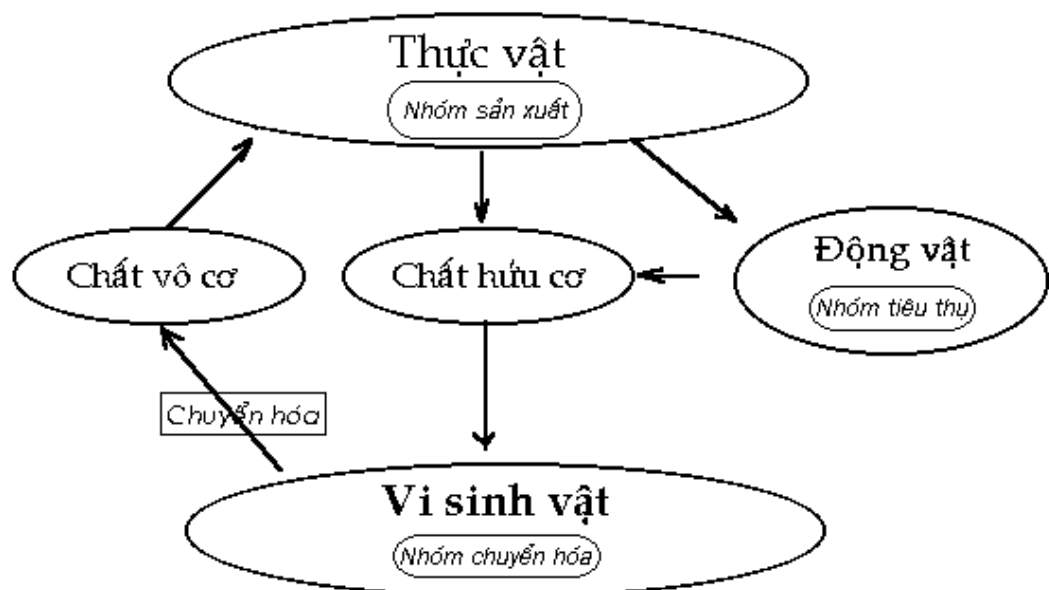 Thực vật
Nhóm sản xuất
Chất vô cơ
Chất hứu cơ
Động vật
Nhóm tiêu thụ
Chuyển hóa
Vi sinh vật
Nhóm chuyển hóa